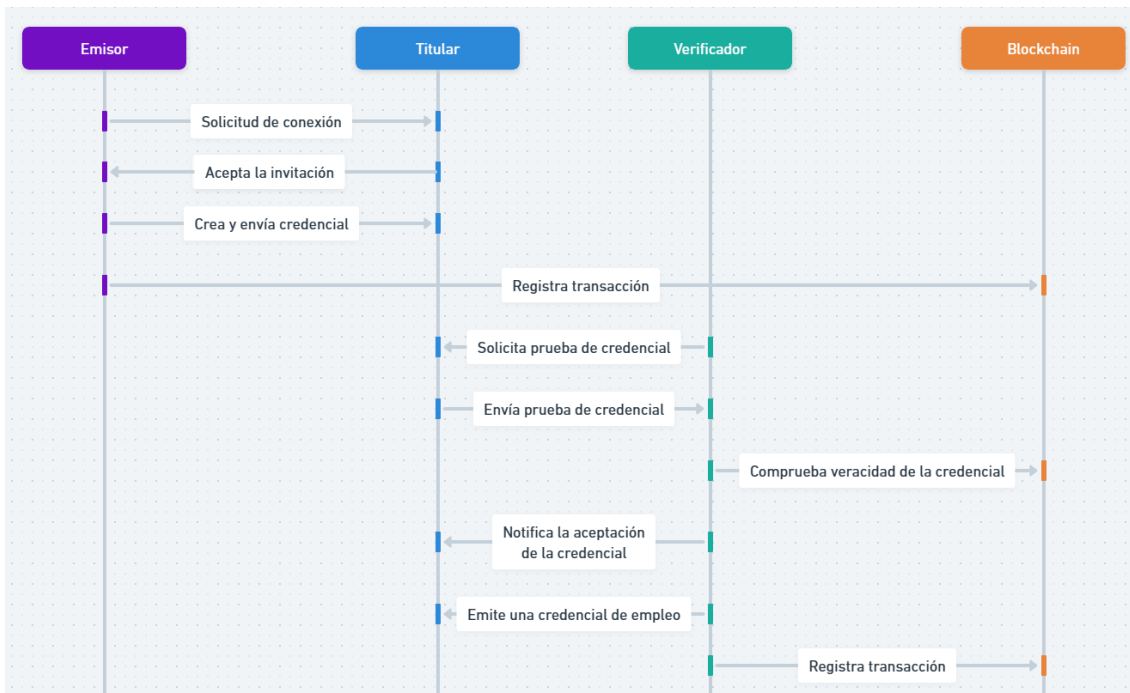 Emisor
Titular
Verificador
Blockchain
Solicitud de conexión
Acepta la invitación
Crea y envía credencial
Registra transacción
Solicita prueba de credencial
Envía prueba de credencial
Comprueba veracidad de la credencial
Notifica la aceptación
de la credencial
Emite una credencial de empleo
Registra transacción